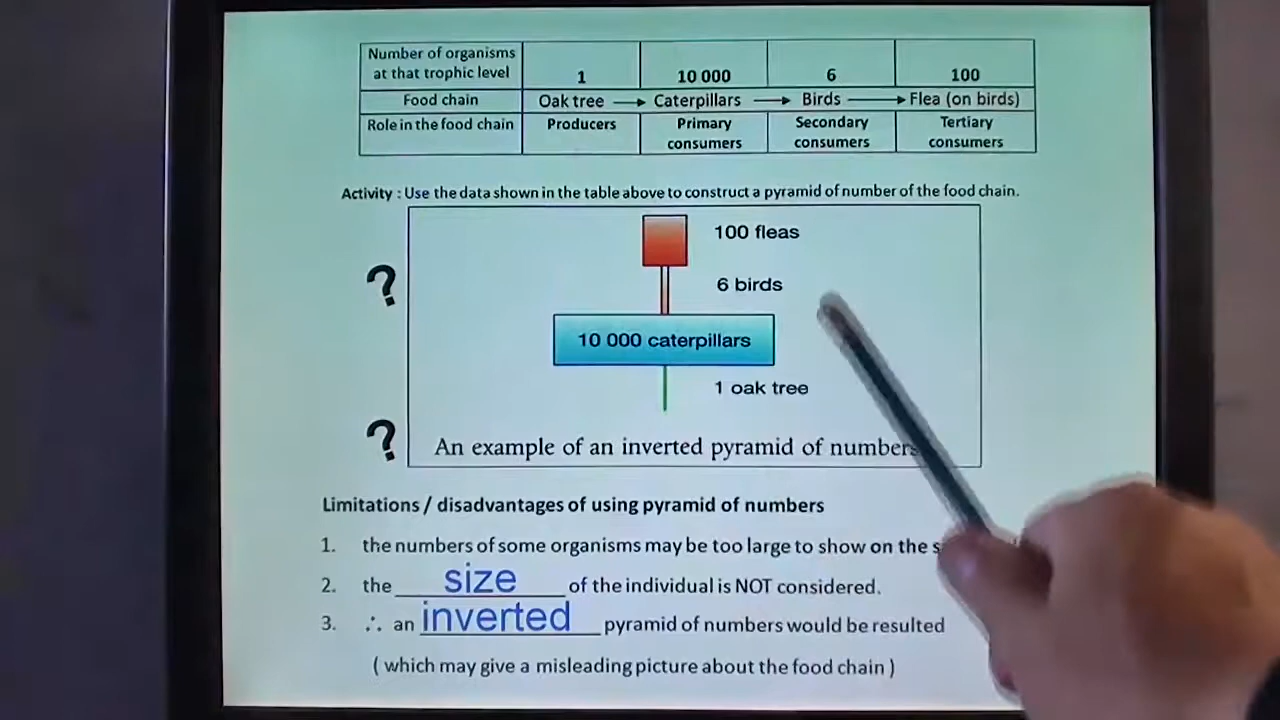 Number of organisms
at that trophic level 1 10 000 6 100
Food chain Oak tree → Caterpillars → Birds → Flea (on birds)
Role in the food chain Producers Primary consumers Secondary consumers Tertiary consumers
Activity : Use the data shown in the table above to construct a pyramid of number of the food chain.
100 fleas
? 6 birds
10 000 caterpillars
1 oak tree
? An example of an inverted pyramid of numbers
Limitations / disadvantages of using pyramid of numbers
1. the numbers of some organisms may be too large to show on the
2. the size of the individual is NOT considered.
3. ∴ an inverted pyramid of numbers would be resulted
( which may give a misleading picture about the food chain )